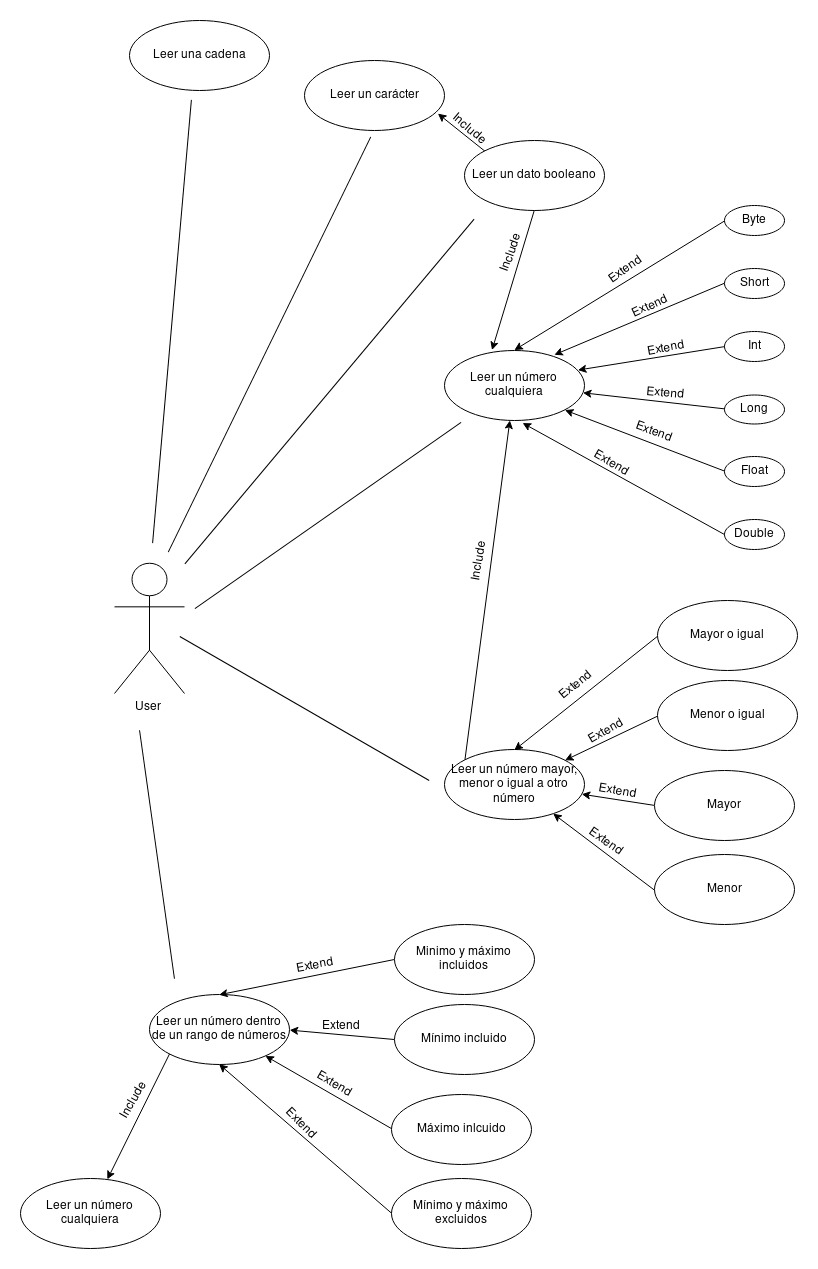 Leer una cadena
Leer un carácter
Include
Leer un dato booleano
Include
Byte
Extend
Short
Extend
Int
Extend
Leer un número
cualquiera
Long
Extend
Float
Extend
Double
Extend
Include
User
Mayor o igual
Extend
Menor o igual
Extend
Leer un número mayor,
menor o igual a otro
número
Mayor
Extend
Menor
Extend
Minimo y máximo
incluidos
Extend
Leer un número dentro
de un rango de números
Mínimo incluido
Extend
Máximo inlcuido
Extend
Mínimo y máximo
excluidos
Extend
Include
Leer un número
cualquiera